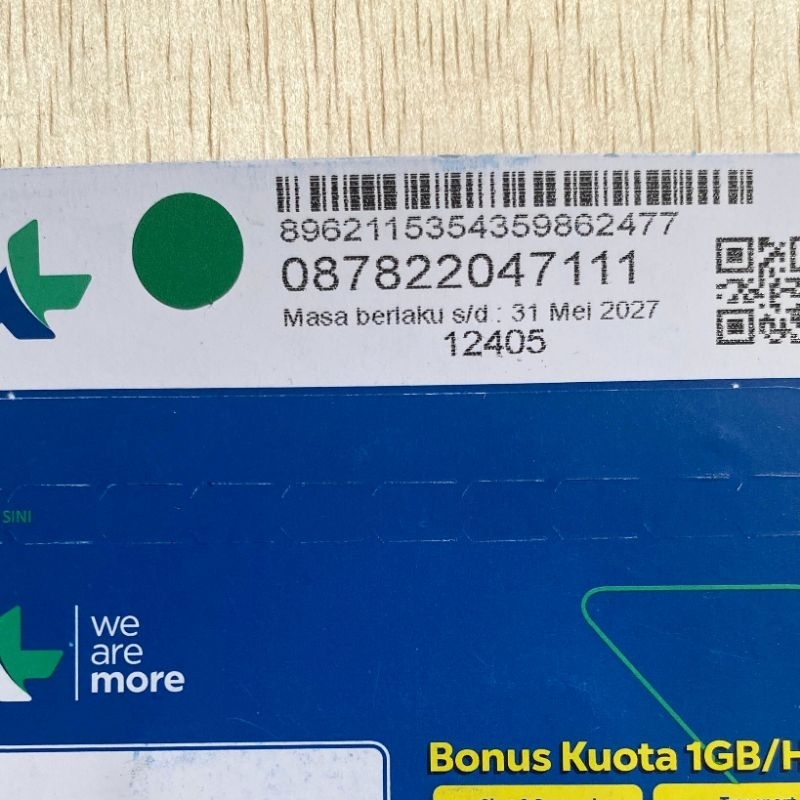 8962115354359862477
087822047111
Masa berlaku s/d.: 31 Mei 2027
12405
SINI
we
are
more
Bonus Kuota 1GB/H